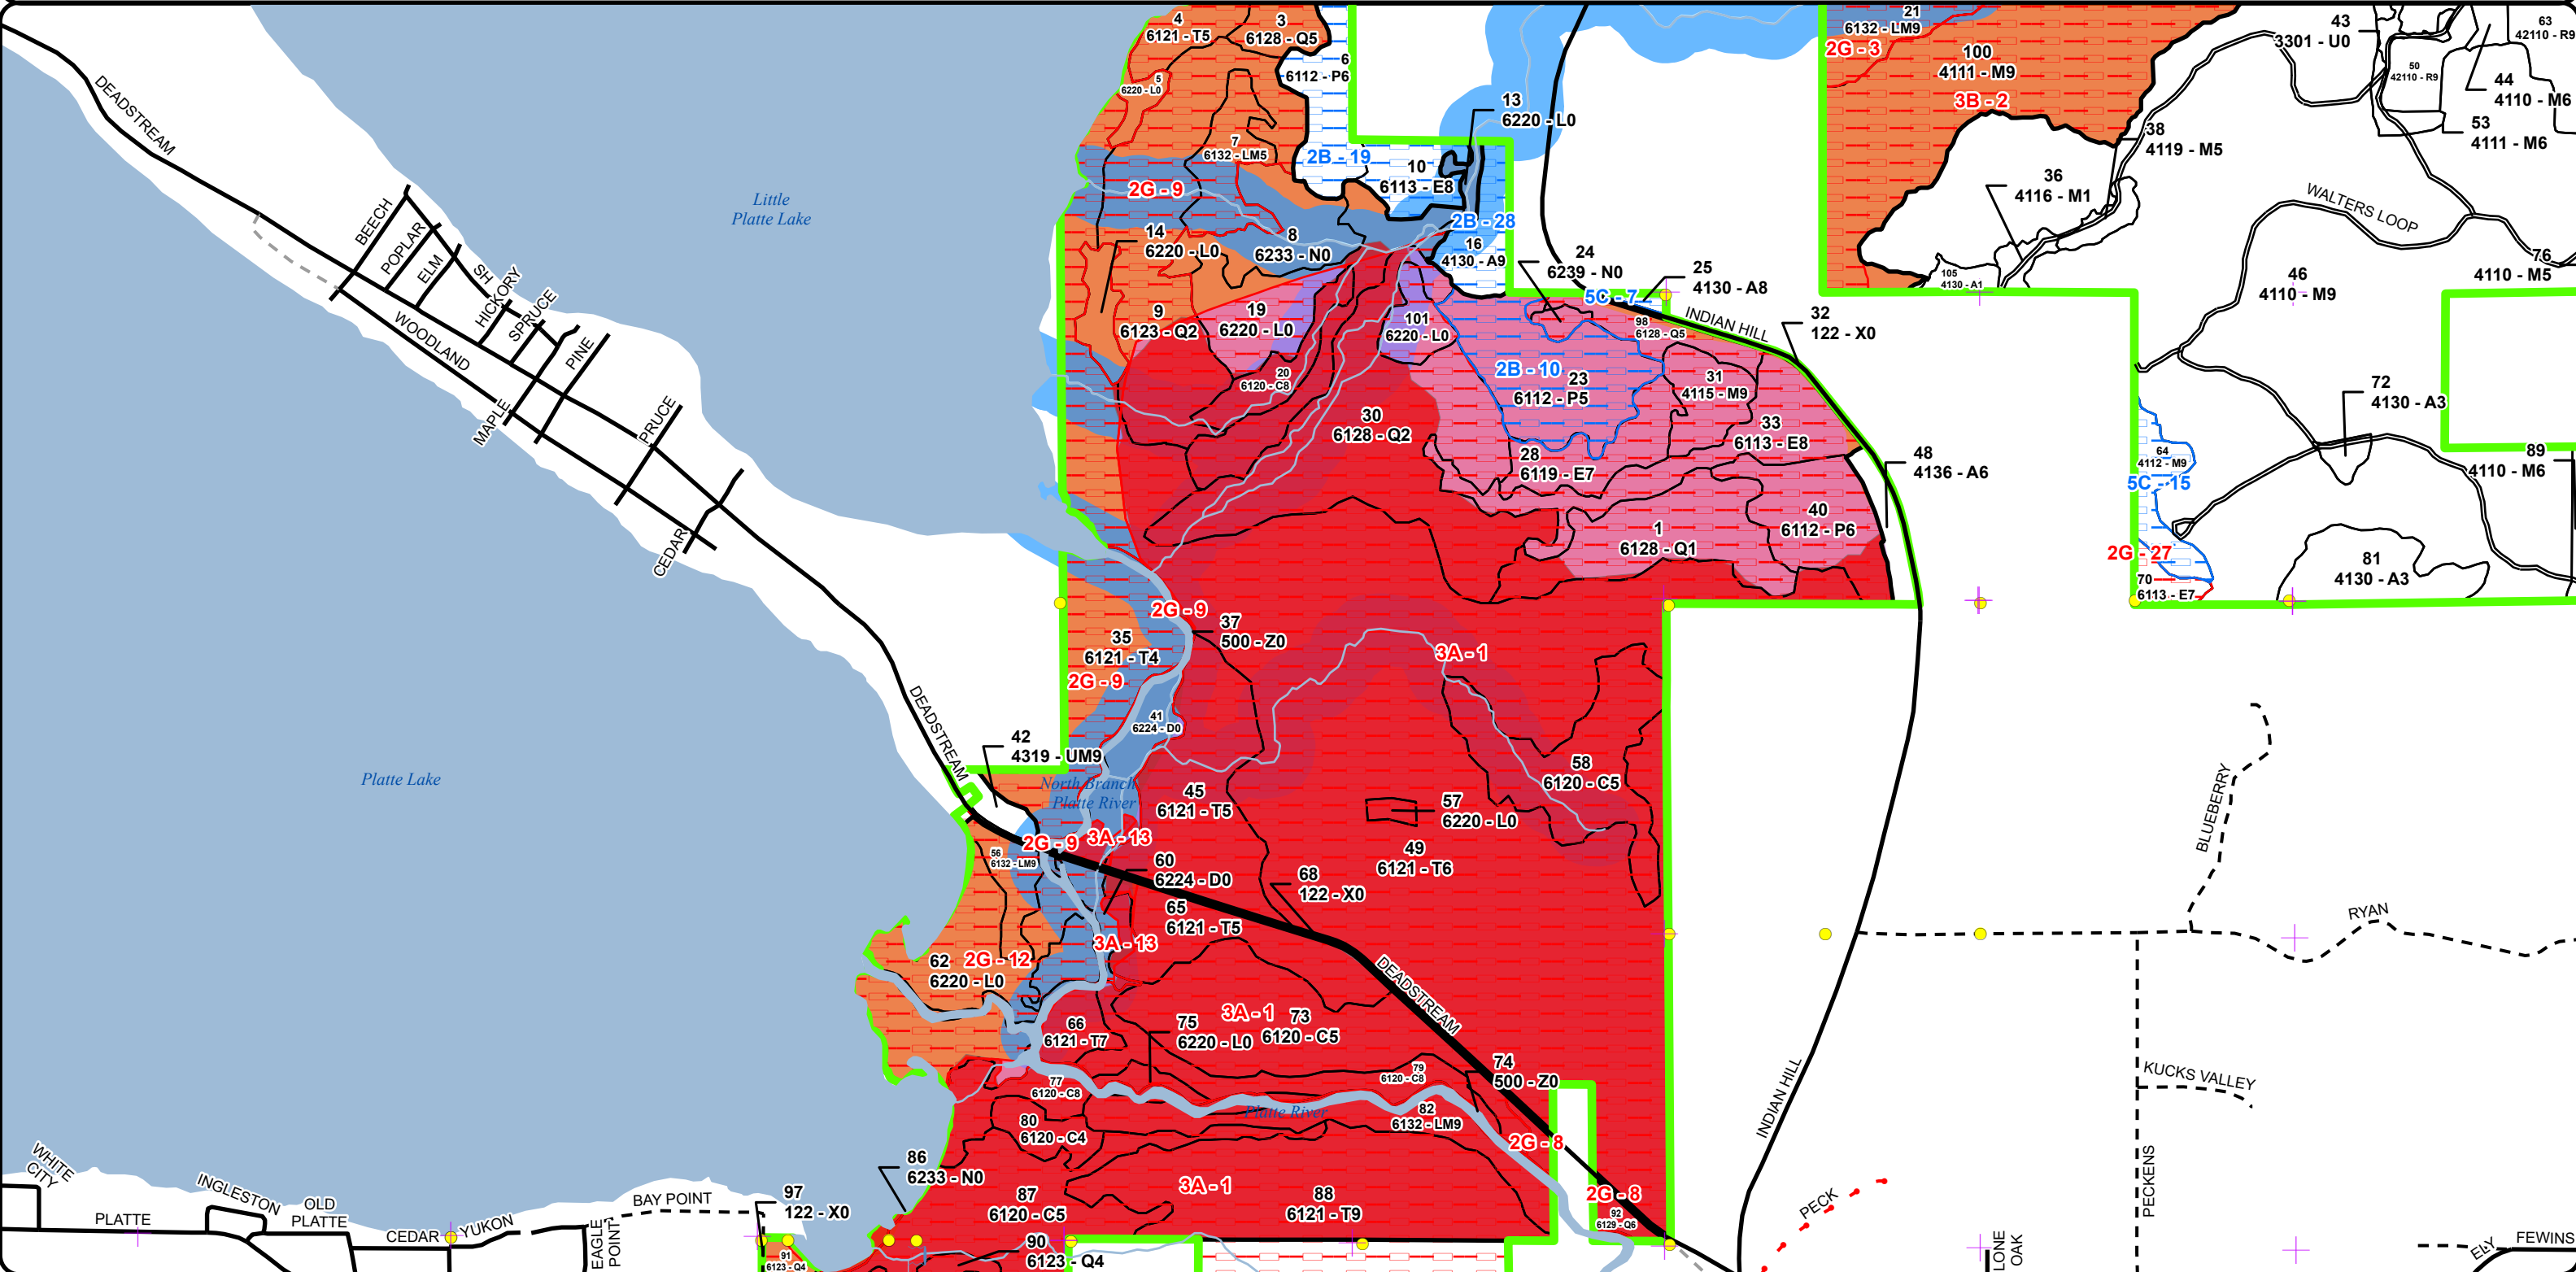 4
6121 - T5
3
6128 - Q5
5
6220 - L0
6
6112 - P6
13
6220 - L0
21
6132 - LM9
2G - 3
100
4111 - M9
3B - 2
43
3301 - U0
63
42110 - R9
50
42110 - R9
44
4110 - M6
53
4111 - M6
38
4119 - M5
36
4116 - M1
WALTERS LOOP
76
4110 - M5
46
4110 - M9
105
4130 - A1
DEADSTREAM
BEECH
POPLAR
ELM
SH
HICKORY
SPRUCE
PINE
WOODLAND
MAPLE
PRUCE
CEDAR
Little
Platte Lake
7
6132 - LM5
2B - 19
10
6113 - E8
2G - 9
2B - 28
14
6220 - L0
8
6233 - N0
16
4130 - A9
24
6239 - N0
25
4130 - A8
5C - 7
INDIAN HILL
32
122 - X0
9
6123 - Q2
19
6220 - L0
101
6220 - L0
98
6128 - Q5
20
6120 - C8
2B - 10
23
6112 - P5
31
4115 - M9
30
6128 - Q2
33
6113 - E8
28
6119 - E7
48
4136 - A6
1
6128 - Q1
40
6112 - P6
72
4130 - A3
89
4110 - M6
64
4112 - M9
5C - 15
2G - 27
70
6113 - E7
81
4130 - A3
2G - 9
37
500 - Z0
35
6121 - T4
2G - 9
3A - 1
41
6224 - D0
DEADSTREAM
42
4319 - UM9
North Branch
Platte River
Platte Lake
45
6121 - T5
58
6120 - C5
57
6220 - L0
2G - 9
3A - 13
56
6132 - LM9
60
6224 - D0
49
6121 - T6
68
122 - X0
65
6121 - T5
3A - 13
62
6220 - L0
2G - 12
DEADSTREAM
66
6121 - T7
75
6220 - L0
3A - 1
73
6120 - C5
74
500 - Z0
79
6120 - C8
77
6120 - C8
Platte River
82
6132 - LM9
80
6120 - C4
2G - 8
86
6233 - N0
87
6120 - C5
3A - 1
88
6121 - T9
2G - 8
92
6129 - Q6
97
122 - X0
90
6123 - Q4
91
6123 - Q4
BLUEBERRY
RYAN
KUCKS VALLEY
INDIAN HILL
PECKENS
PECK
LONE
OAK
ELY
FEWINS
WHITE
CITY
PLATTE
INGLESTON
OLD
PLATTE
CEDAR
YUKON
EAGLE
POINT
BAY POINT